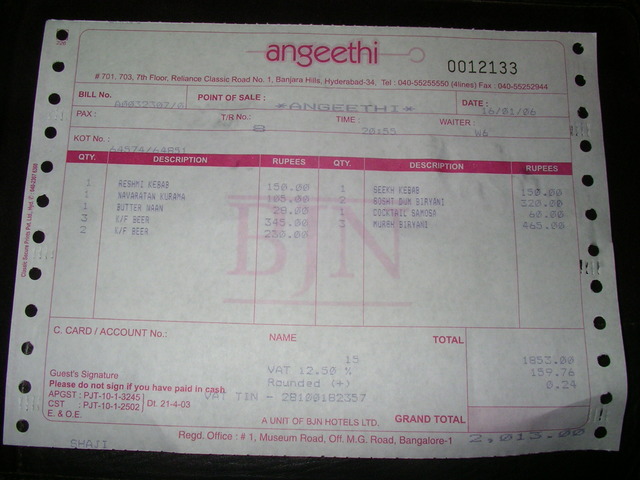 angeethi
0012133
# 701, 703, 7th Floor, Reliance Classic Road No. 1, Banjara Hills, Hyderabad-34, Tel : 040-55255550 (4lines) Fax : 040-55252944
BILL No.: A0032307/0 POINT OF SALE : *ANGEETHI* DATE : 16/01/06
PAX : T/R No.: 8 TIME : 20:55 WAITER : W6
KOT No.: 64574/64851
QTY. DESCRIPTION RUPEES QTY. DESCRIPTION RUPEES
1 RESHMI KEBAB 150.00 1 SEEKH KEBAB 150.00
1 NAVARATAN KURAMA 105.00 2 GOSHT DUM BIRYANI 320.00
1 BUTTER NAAN 28.00 1 COCKTAIL SAMOSA 60.00
3 K/F BEER 345.00 3 MURGH BIRYANI 465.00
2 K/F BEER 230.00
BJN
C. CARD / ACCOUNT No.: NAME TOTAL
15 1853.00
VAT 12.50 % 159.76
Guest's Signature Rounded (+) 0.24
Please do not sign if you have paid in cash
VAT TIN - 28100182357
APGST : PJT-10-1-3245
CST : PJT-10-1-2502 } Dt. 21-4-03
E. & O.E. A UNIT OF BJN HOTELS LTD. GRAND TOTAL 2,013.00
Regd. Office : # 1, Museum Road, Off. M.G. Road, Bangalore-1
SHAJI